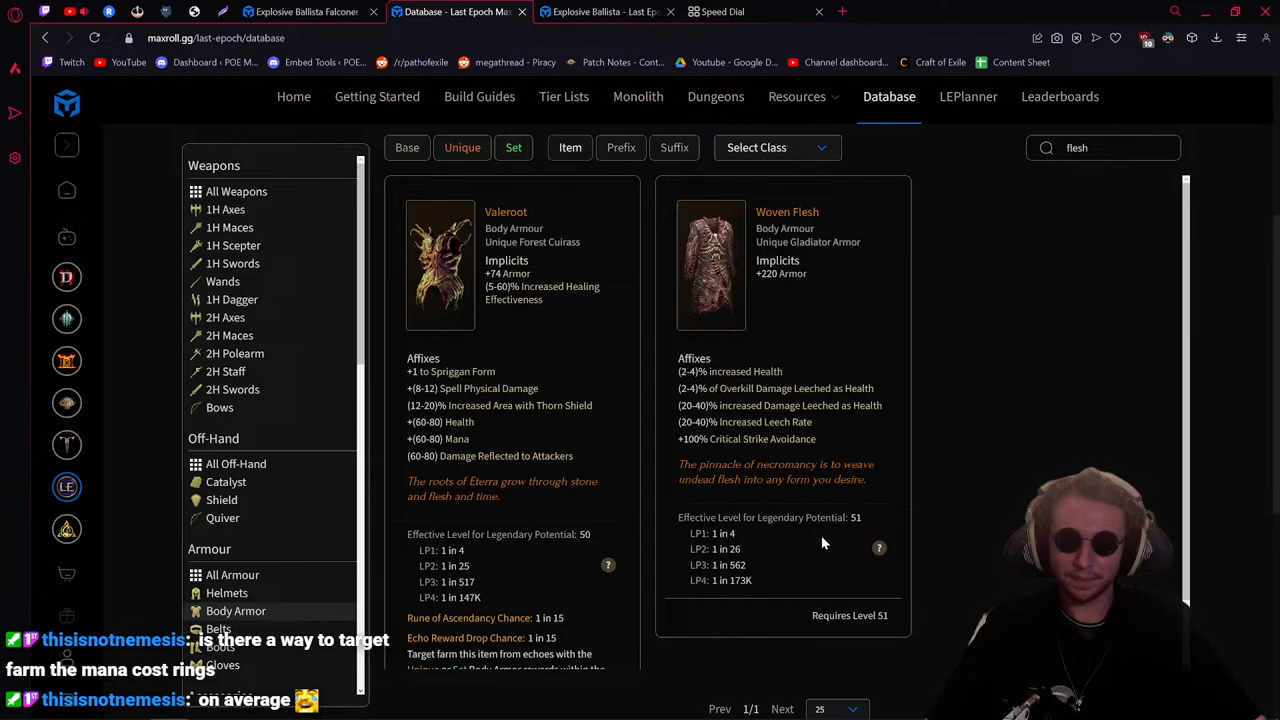 Explosive Ballista Falconer
Database - Last Epoch Max
Explosive Ballista - Last Epoc
Speed Dial
maxroll.gg/last-epoch/database
10
Twitch
YouTube
Dashboard ‹ POE M...
Embed Tools ‹ POE...
/r/pathofexile
megathread - Piracy
Patch Notes - Cont...
Youtube - Google D...
Channel dashboard...
Craft of Exile
Content Sheet
Home
Getting Started
Build Guides
Tier Lists
Monolith
Dungeons
Resources
Database
LEPlanner
Leaderboards
Base
Unique
Set
Item
Prefix
Suffix
Select Class
flesh
Weapons
All Weapons
1H Axes
1H Maces
1H Scepter
1H Swords
Wands
1H Dagger
2H Axes
2H Maces
2H Polearm
2H Staff
2H Swords
Bows
Off-Hand
All Off-Hand
Catalyst
Shield
Quiver
Armour
All Armour
Helmets
Body Armor
Belts
Boots
Gloves
Valeroot
Body Armour
Unique Forest Cuirass
Implicits
+74 Armor
(5-60)% Increased Healing
Effectiveness
Affixes
+1 to Spriggan Form
+(8-12) Spell Physical Damage
(12-20)% Increased Area with Thorn Shield
+(60-80) Health
+(60-80) Mana
(60-80) Damage Reflected to Attackers
The roots of Eterra grow through stone
and flesh and time.
Effective Level for Legendary Potential: 50
LP1: 1 in 4
LP2: 1 in 25
LP3: 1 in 517
LP4: 1 in 147K
?
Rune of Ascendancy Chance: 1 in 15
Echo Reward Drop Chance: 1 in 15
Target farm this item from echoes with the
Unique or Set Body Armor rewards within the
Woven Flesh
Body Armour
Unique Gladiator Armor
Implicits
+220 Armor
Affixes
(2-4)% increased Health
(2-4)% of Overkill Damage Leeched as Health
(20-40)% increased Damage Leeched as Health
(20-40)% Increased Leech Rate
+100% Critical Strike Avoidance
The pinnacle of necromancy is to weave
undead flesh into any form you desire.
Effective Level for Legendary Potential: 51
LP1: 1 in 4
LP2: 1 in 26
LP3: 1 in 562
LP4: 1 in 173K
?
Requires Level 51
Prev
1/1
Next
25
thisisnotnemesis: is there a way to target
farm the mana cost rings
thisisnotnemesis: on average